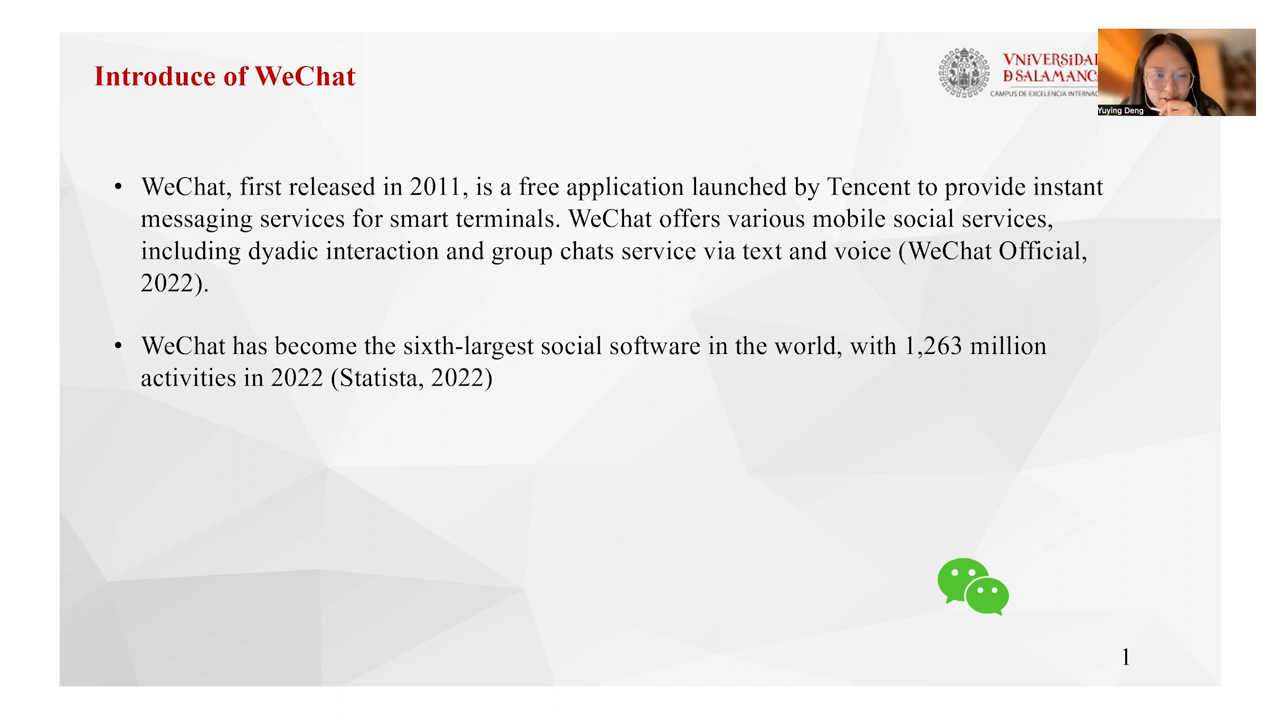 Introduce of WeChat
VNiVERSiDAD
D SALAMANCA
CAMPUS DE EXCELENCIA INTERNAC
Yuying Deng
• WeChat, first released in 2011, is a free application launched by Tencent to provide instant
messaging services for smart terminals. WeChat offers various mobile social services,
including dyadic interaction and group chats service via text and voice (WeChat Official,
2022).
• WeChat has become the sixth-largest social software in the world, with 1,263 million
activities in 2022 (Statista, 2022)
1